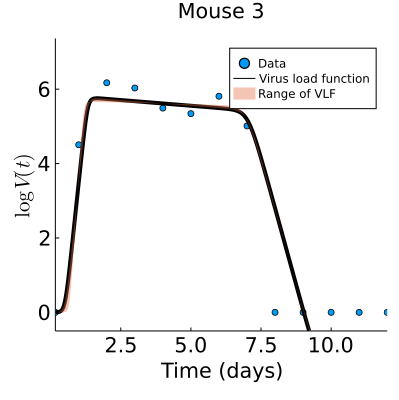 Mouse 3
Data
Virus load function
Range of VLF
log V(t)
6
4
2
0
2.5 5.0 7.5 10.0
Time (days)